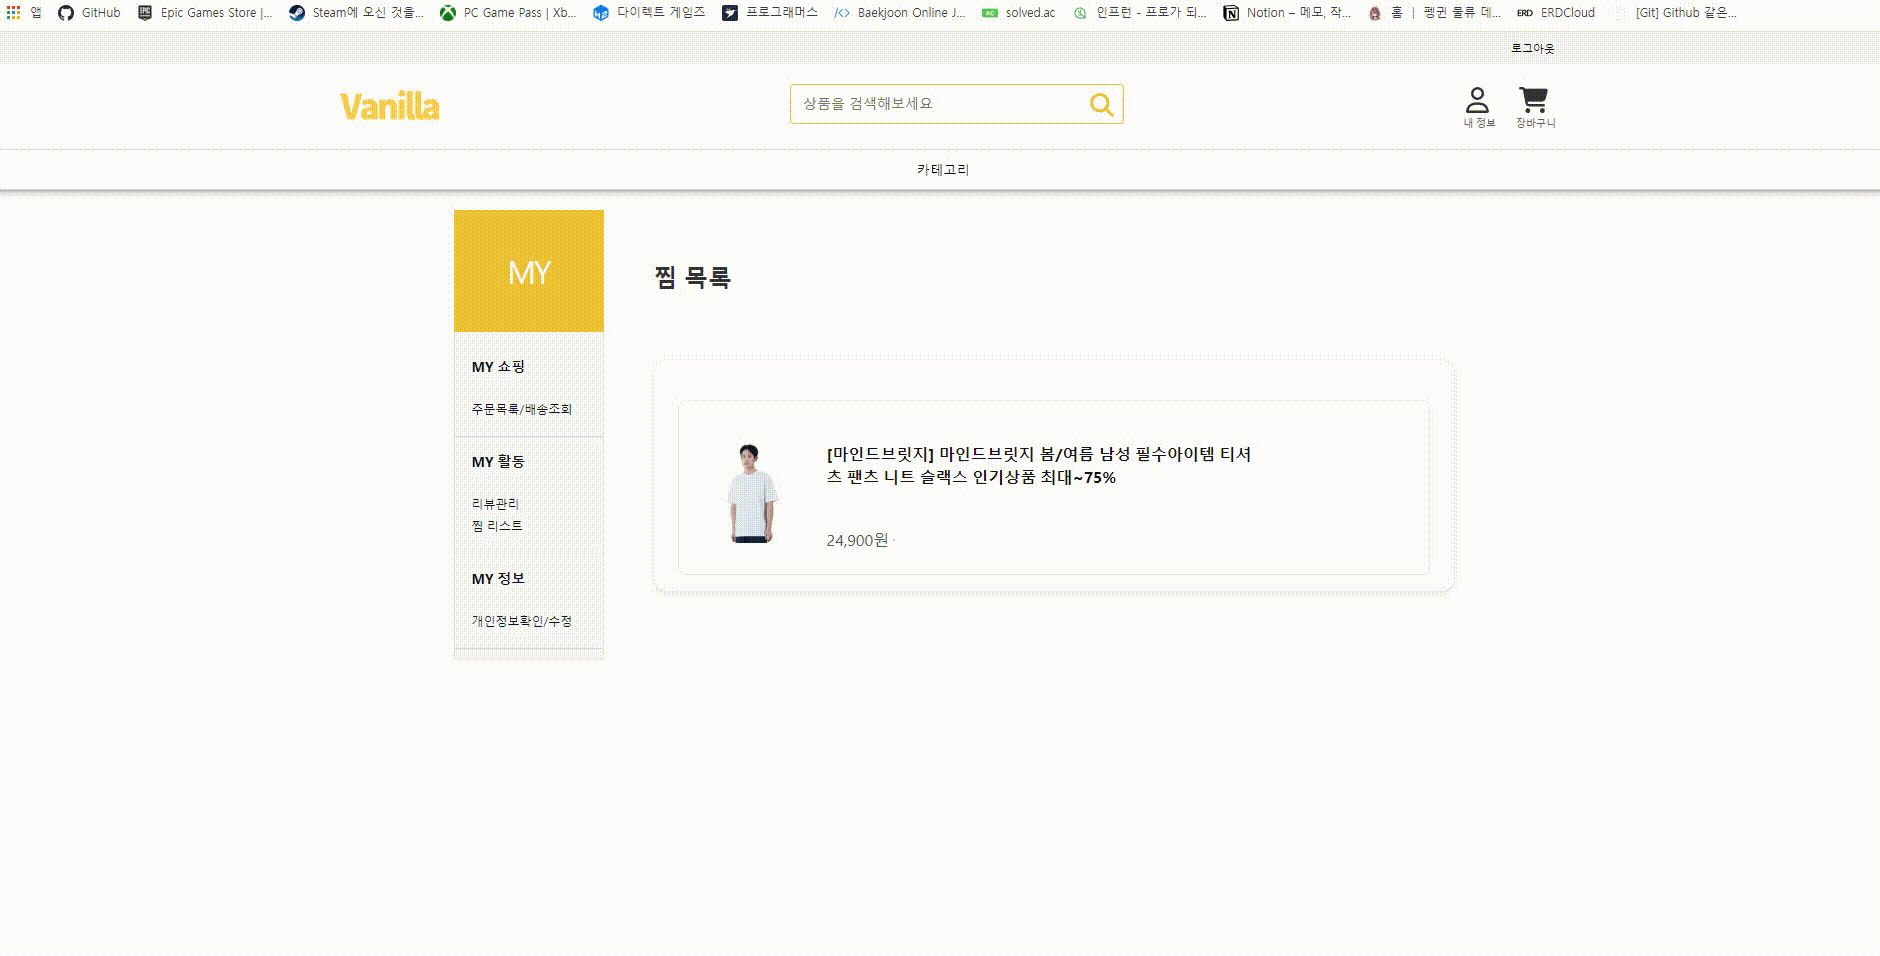 앱 GitHub Epic Games Store |... Steam에 오신 것을... PC Game Pass | Xb... 다이렉트 게임즈 프로그래머스 </> Baekjoon Online J... AC solved.ac 인프런 - 프로가 되... Notion – 메모, 작... 홈 | 펭귄 물류 데... ERD ERDCloud [Git] Github 같은...
로그아웃
Vanilla
상품을 검색해보세요
내 정보 장바구니
카테고리
MY
찜 목록
MY 쇼핑
주문목록/배송조회
MY 활동
리뷰관리
찜 리스트
MY 정보
개인정보확인/수정
[마인드브릿지] 마인드브릿지 봄/여름 남성 필수아이템 티셔
츠 팬츠 니트 슬랙스 인기상품 최대~75%
24,900원